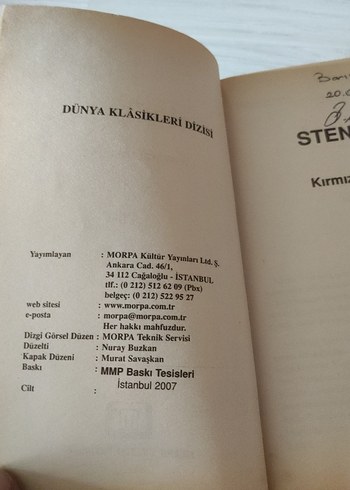 DÜNYA KLÂSİKLERİ DİZİSİ
Yayımlayan : MORPA Kültür Yayınları Ltd. Ş.
Ankara Cad. 46/1,
34 112 Cağaloğlu - İSTANBUL
tlf.: (0 212) 512 62 09 (Pbx)
belgeç: (0 212) 522 95 27
web sitesi : www.morpa.com.tr
e-posta : morpa@morpa.com.tr
Her hakkı mahfuzdur.
Dizgi Görsel Düzen : MORPA Teknik Servisi
Düzelti : Nuray Buzkan
Kapak Düzeni : Murat Savaşkan
Baskı : MMP Baskı Tesisleri
İstanbul 2007
Cilt :
STEN
Kırmız